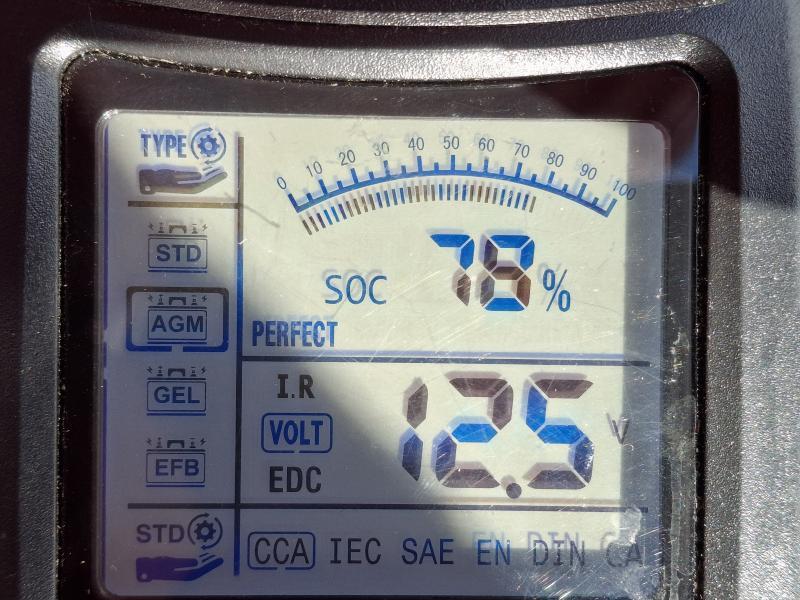 TYPE
0 10 20 30 40 50 60 70 80 90 100
STD
SOC 78%
AGM
PERFECT
GEL
I.R
VOLT 12.5 V
EFB
EDC
STD
CCA IEC SAE EN DIN CA